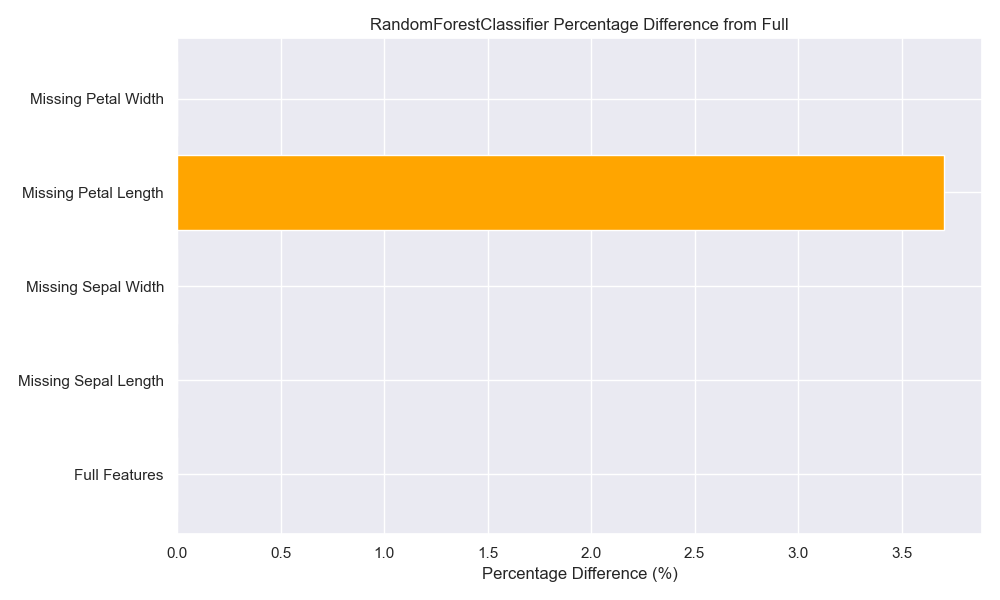 RandomForestClassifier Percentage Difference from Full
Missing Petal Width
Missing Petal Length
Missing Sepal Width
Missing Sepal Length
Full Features
0.0 0.5 1.0 1.5 2.0 2.5 3.0 3.5
Percentage Difference (%)